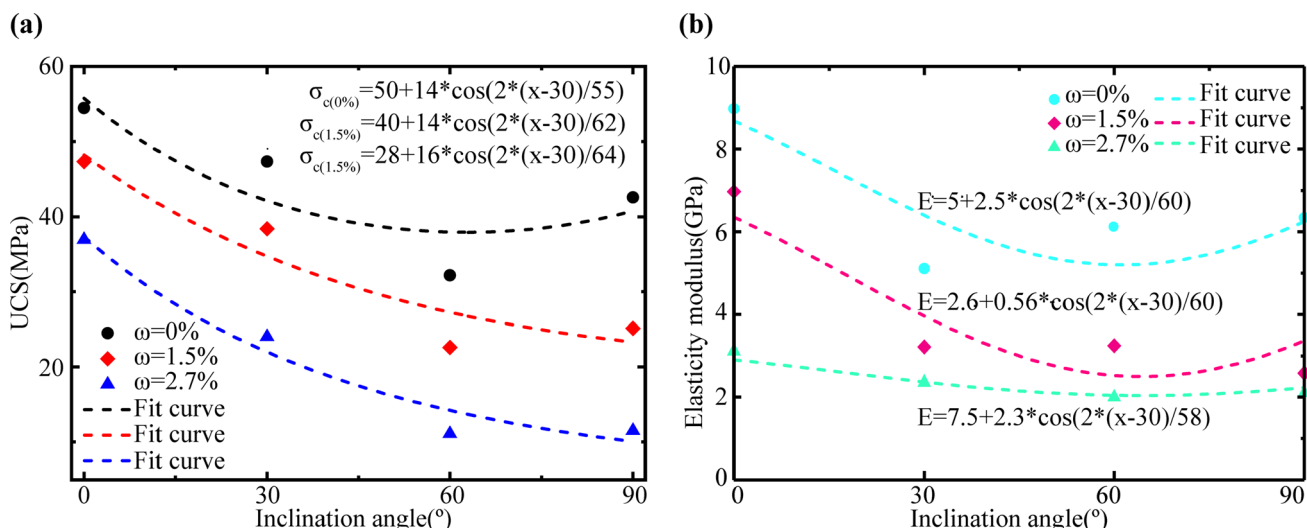 (a)
60
40
20
UCS(MPa)
σc(0%)=50+14*cos(2*(x-30)/55)
σc(1.5%)=40+14*cos(2*(x-30)/62)
σc(1.5%)=28+16*cos(2*(x-30)/64)
ω=0%
ω=1.5%
ω=2.7%
Fit curve
Fit curve
Fit curve
0 30 60 90
Inclination angle(º)
(b)
10
8
6
4
2
0
Elasticity modulus(GPa)
ω=0% Fit curve
ω=1.5% Fit curve
ω=2.7% Fit curve
E=5+2.5*cos(2*(x-30)/60)
E=2.6+0.56*cos(2*(x-30)/60)
E=7.5+2.3*cos(2*(x-30)/58)
0 30 60 90
Inclination angle(º)